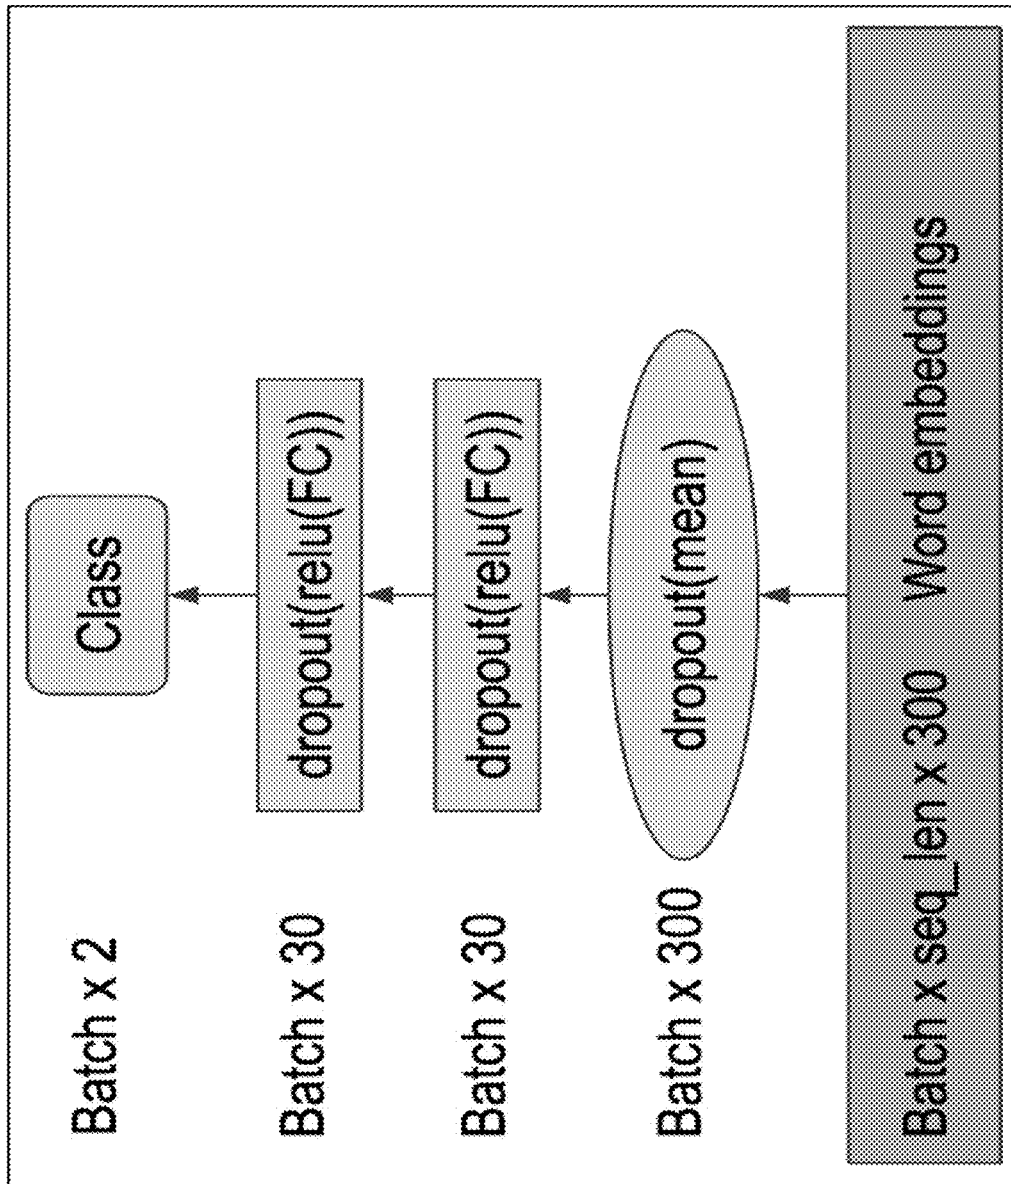 Batch x 2 Class
Batch x 30 dropout(relu(FC))
Batch x 30 dropout(relu(FC))
Batch x 300 dropout(mean)
Batch x seq_len x 300 Word embeddings